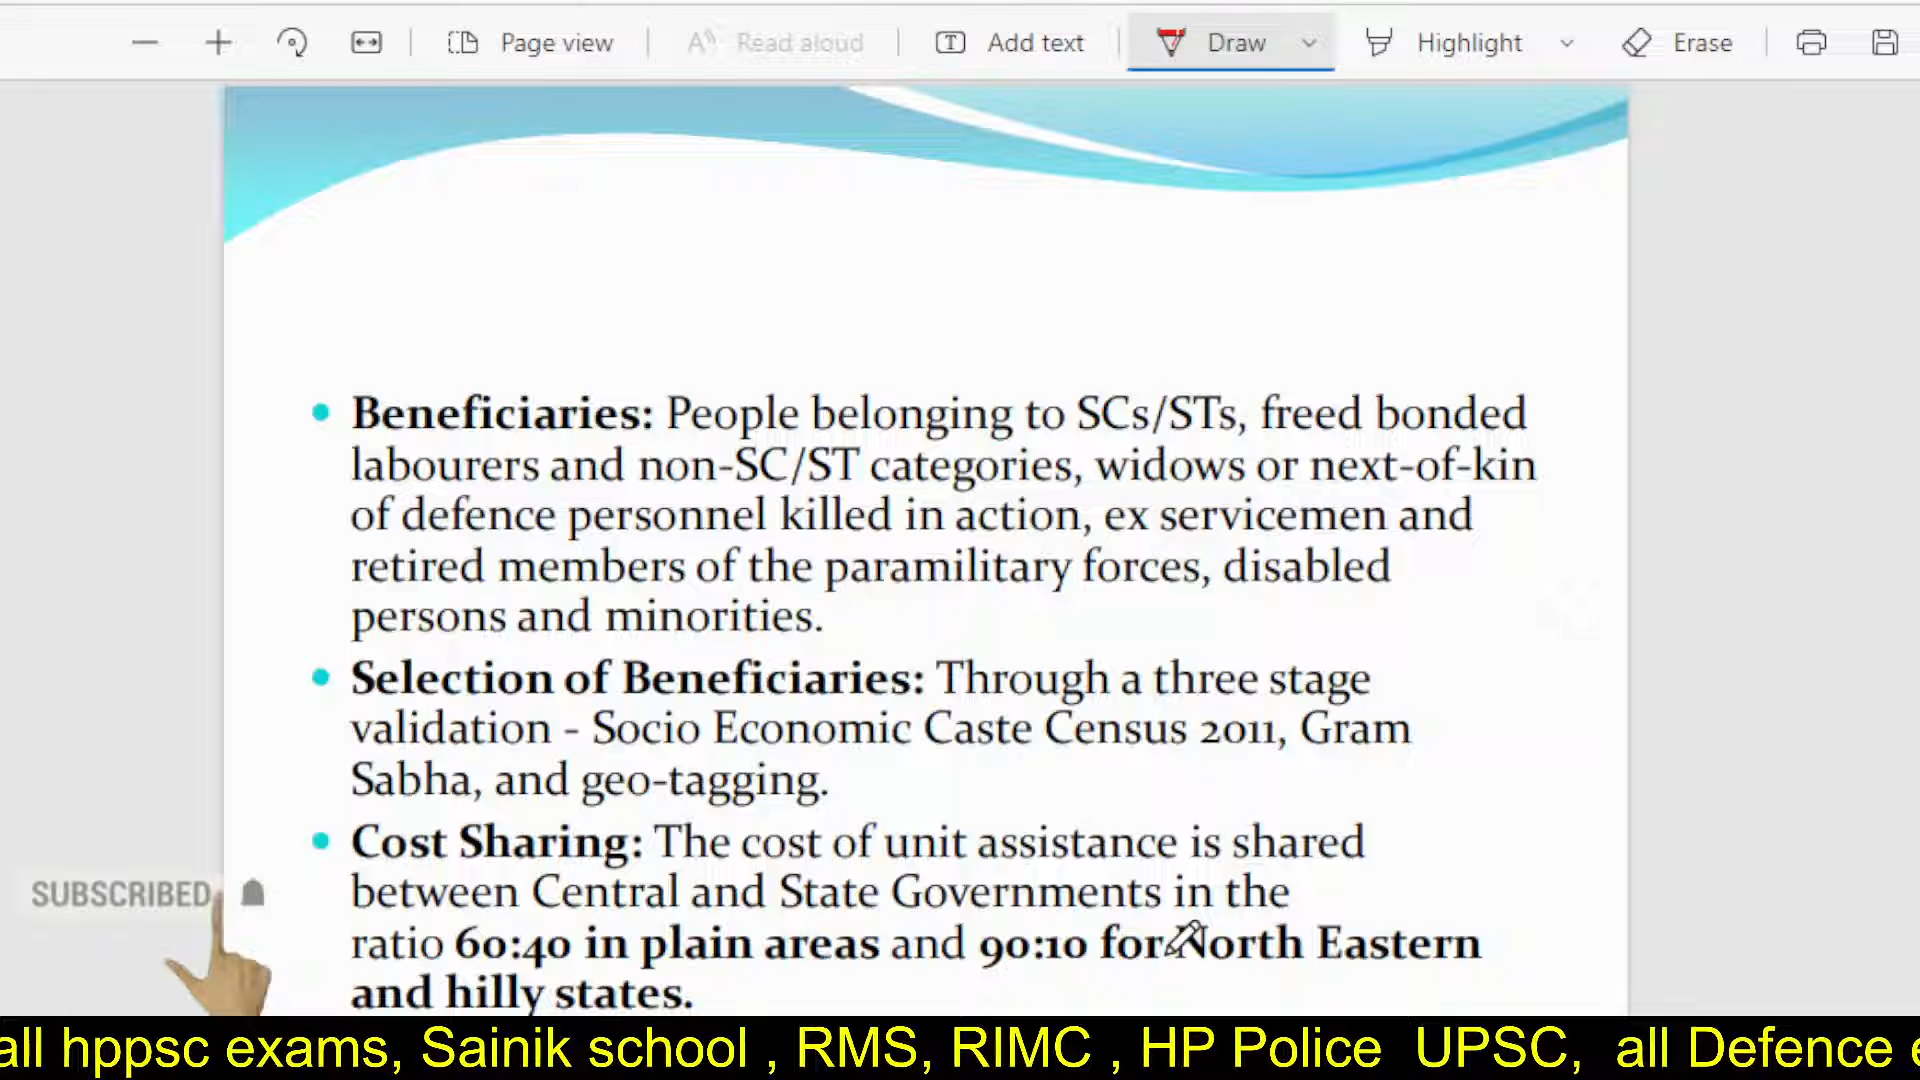 Page view
Read aloud
Add text
Draw
Highlight
Erase
Beneficiaries: People belonging to SCs/STs, freed bonded
labourers and non-SC/ST categories, widows or next-of-kin
of defence personnel killed in action, ex servicemen and
retired members of the paramilitary forces, disabled
persons and minorities.
Selection of Beneficiaries: Through a three stage
validation - Socio Economic Caste Census 2011, Gram
Sabha, and geo-tagging.
Cost Sharing: The cost of unit assistance is shared
between Central and State Governments in the
ratio 60:40 in plain areas and 90:10 for North Eastern
and hilly states.
SUBSCRIBED
all hppsc exams, Sainik school , RMS, RIMC , HP Police UPSC, all Defence e